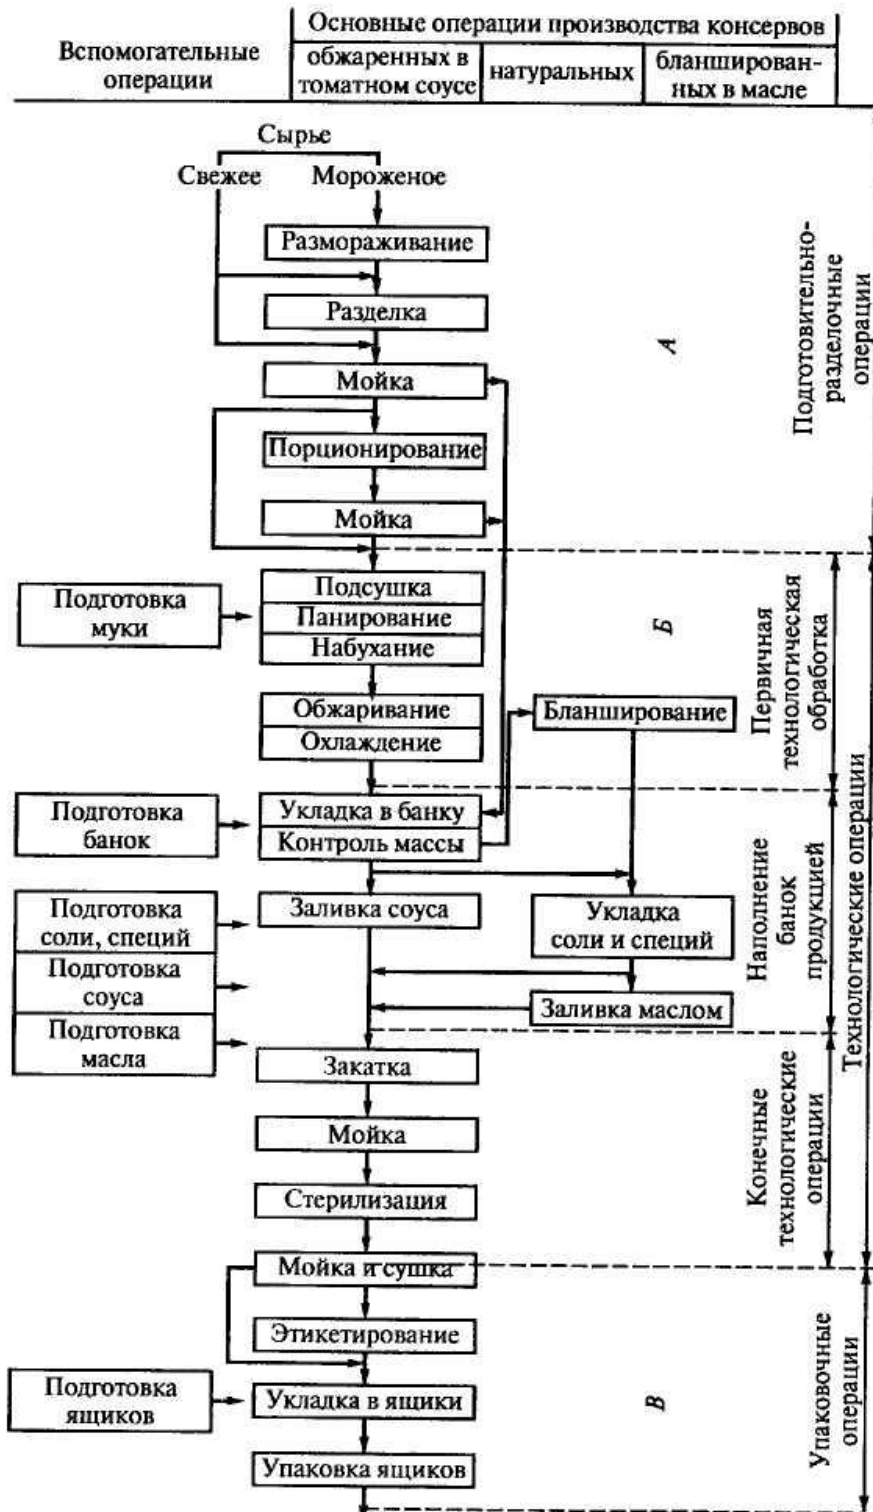 Вспомогательные
операции
Основные операции производства консервов
обжаренных в
томатном соусе
натуральных
бланширован-
ных в масле
Сырье
Свежее
Мороженое
Размораживание
Разделка
Мойка
Порционирование
Мойка
А
Подготовительно-
разделочные
операции
Подготовка
муки
Подсушка
Панирование
Набухание
Обжаривание
Охлаждение
Бланширование
Б
Первичная
технологическая
обработка
Подготовка
банок
Укладка в банку
Контроль массы
Подготовка
соли, специй
Подготовка
соуса
Подготовка
масла
Заливка соуса
Укладка
соли и специй
Заливка маслом
Наполнение
банок
продукцией
Технологические операции
Закатка
Мойка
Стерилизация
Мойка и сушка
Конечные
технологические
операции
Этикетирование
Подготовка
ящиков
Укладка в ящики
Упаковка ящиков
В
Упаковочные
операции